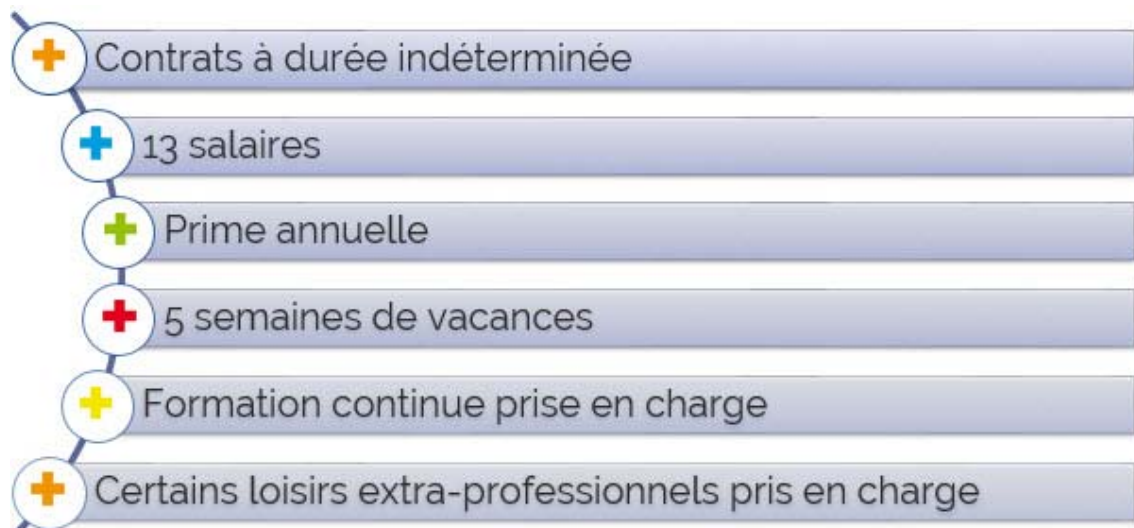 Contrats à durée indéterminée
13 salaires
Prime annuelle
5 semaines de vacances
Formation continue prise en charge
Certains loisirs extra-professionnels pris en charge